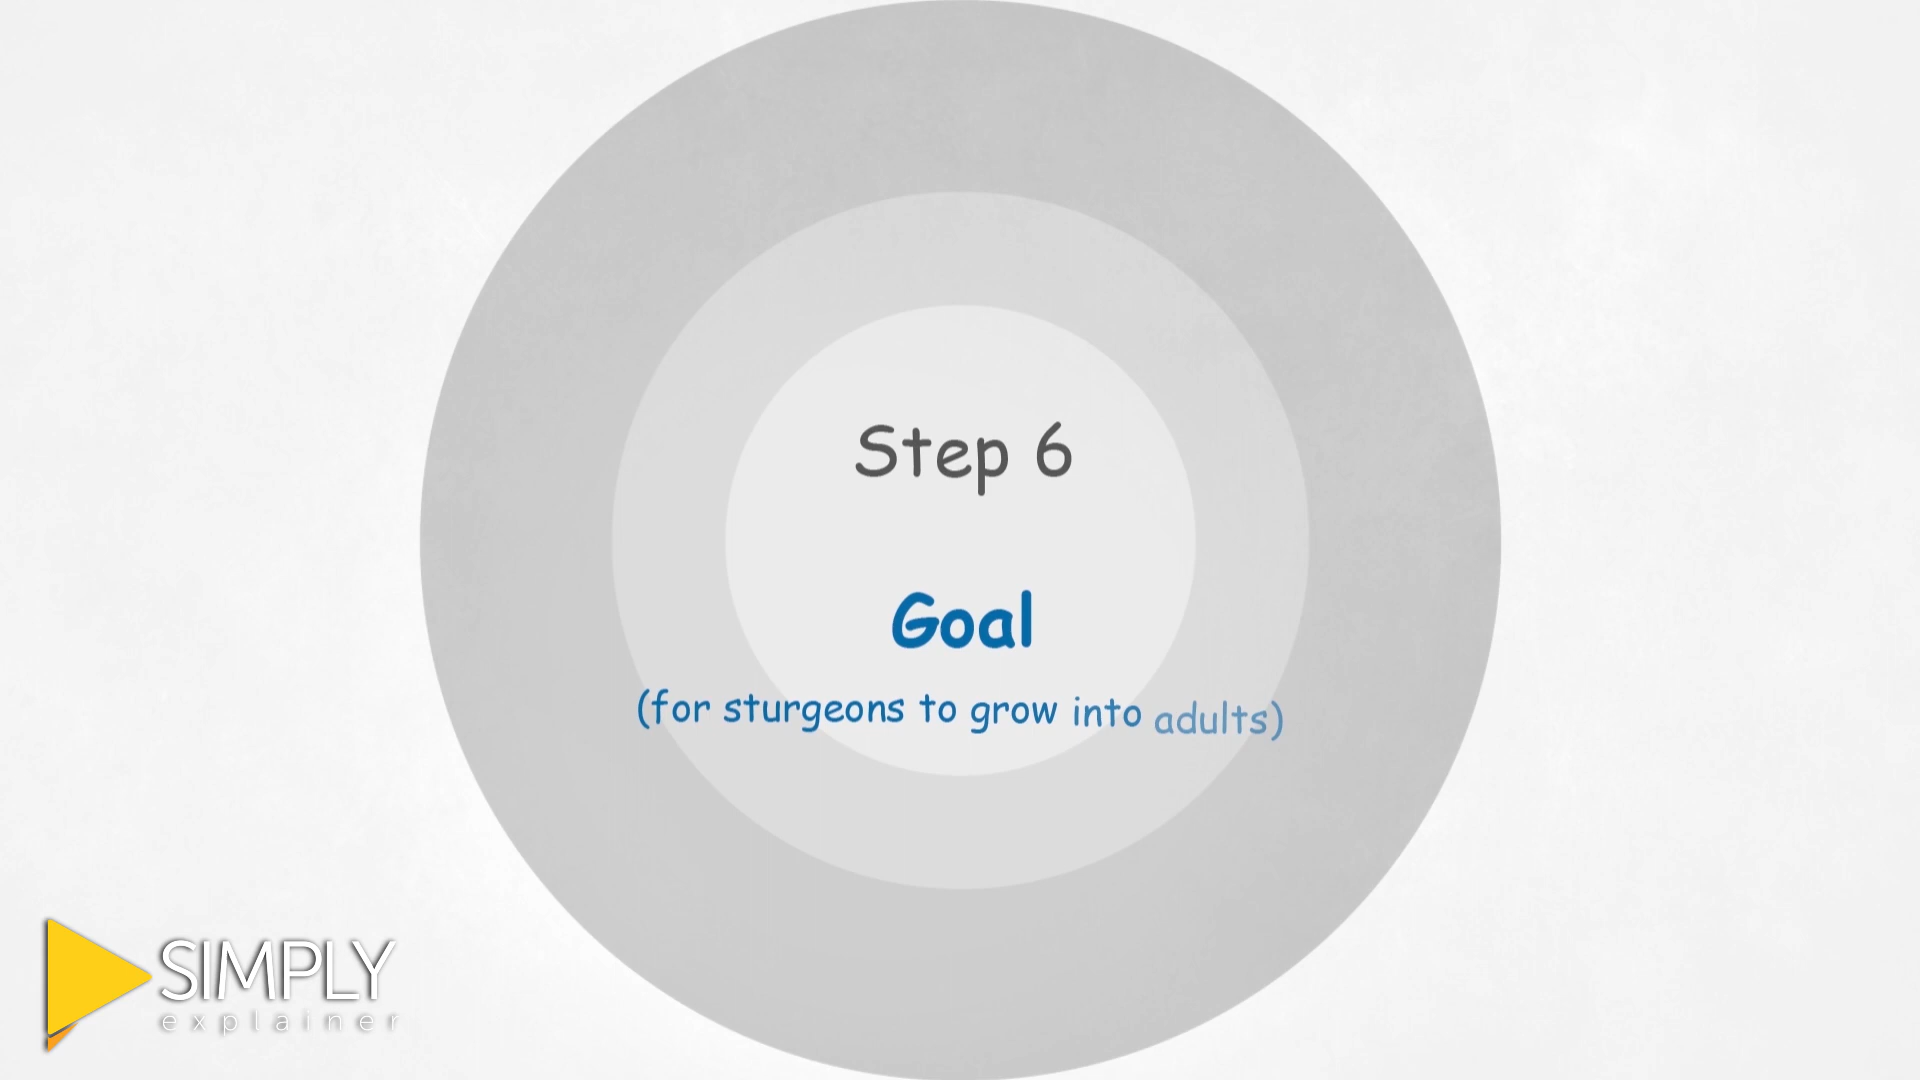 Step 6
Goal
(for sturgeons to grow into adults)
SIMPLY
explainer